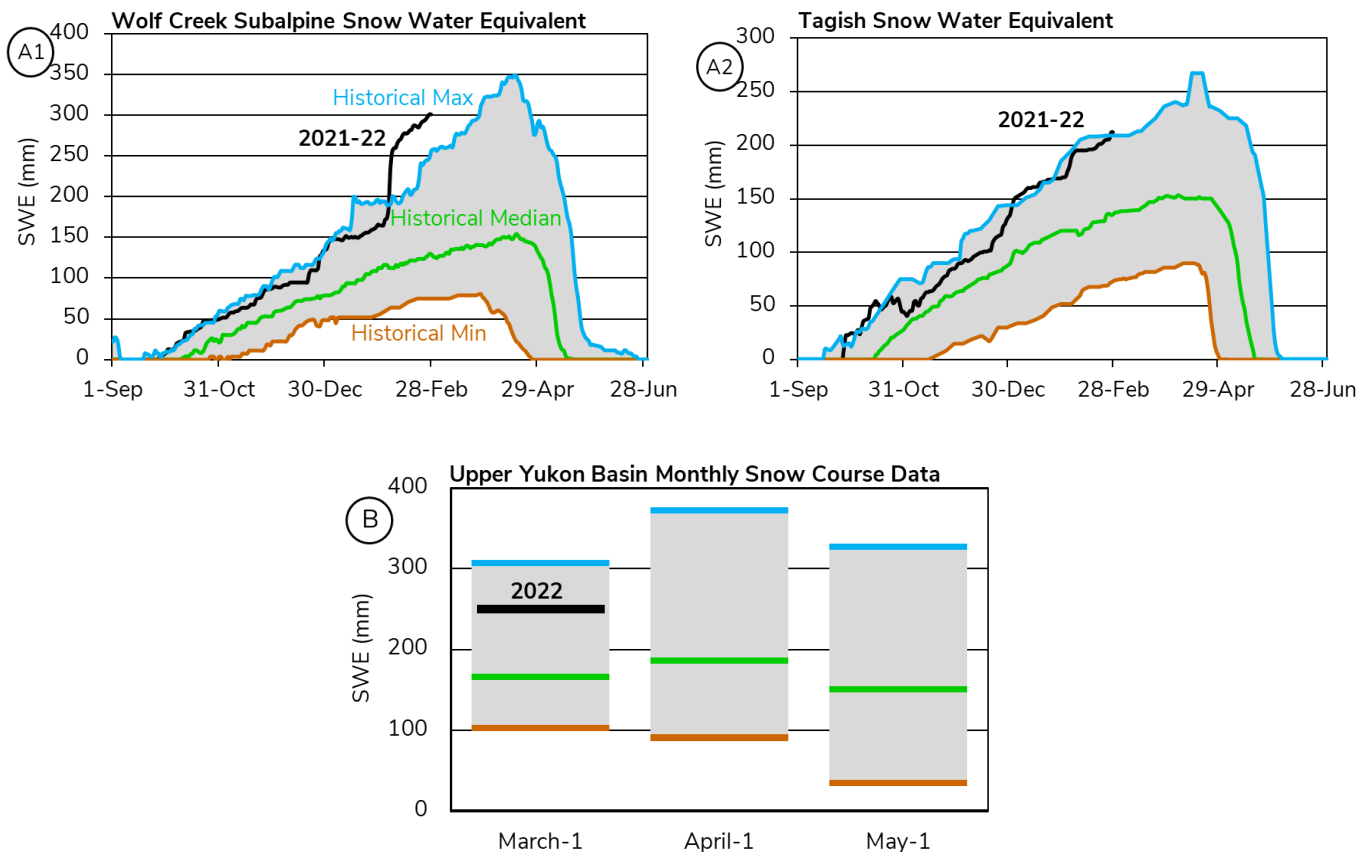 Wolf Creek Subalpine Snow Water Equivalent
A1
400
350
300
250
200
150
100
50
0
SWE (mm)
Historical Max
2021-22
Historical Median
Historical Min
1-Sep 31-Oct 30-Dec 28-Feb 29-Apr 28-Jun
Tagish Snow Water Equivalent
A2
300
250
200
150
100
50
0
SWE (mm)
2021-22
1-Sep 31-Oct 30-Dec 28-Feb 29-Apr 28-Jun
Upper Yukon Basin Monthly Snow Course Data
B
400
300
200
100
0
SWE (mm)
2022
March-1 April-1 May-1